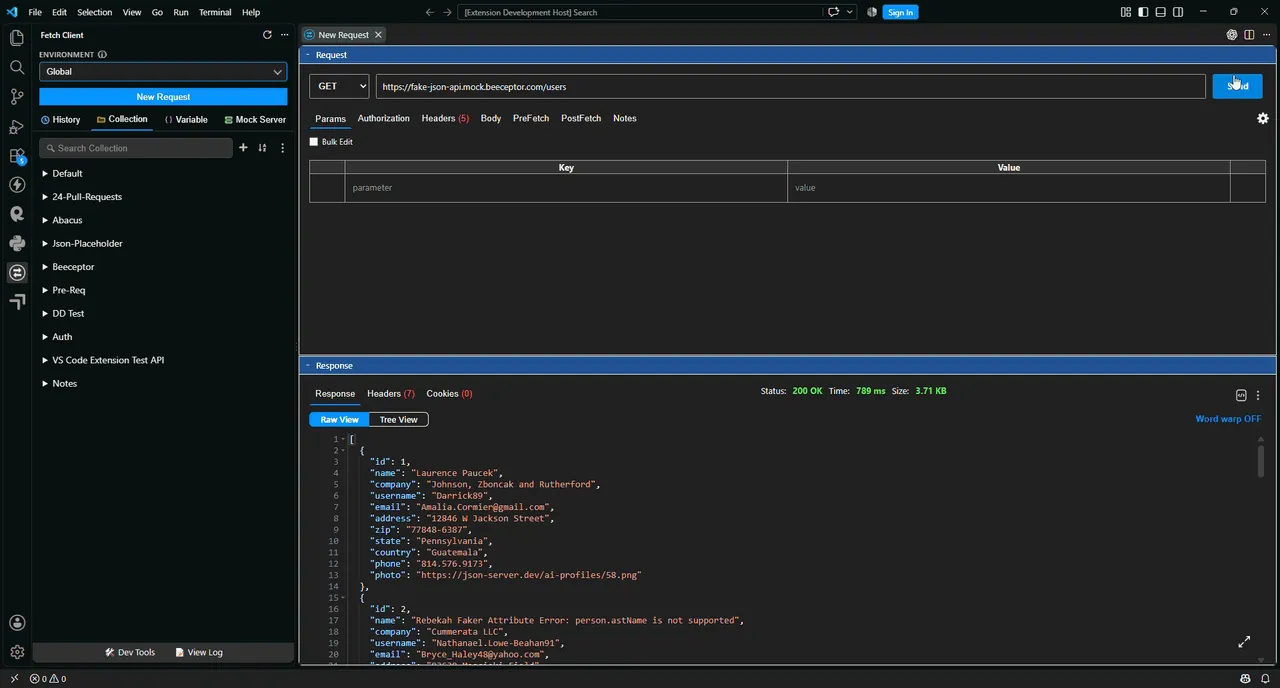 File Edit Selection View Go Run Terminal Help
[Extension Development Host] Search
Sign In
Fetch Client
ENVIRONMENT
Global
New Request
History Collection Variable Mock Server
Search Collection
Default
24-Pull-Requests
Abacus
Json-Placeholder
Beeceptor
Pre-Req
DD Test
Auth
VS Code Extension Test API
Notes
Dev Tools View Log
0 0
New Request
Request
GET https://fake-json-api.mock.beeceptor.com/users
Params Authorization Headers (5) Body PreFetch PostFetch Notes
Bulk Edit
Key Value
parameter value
Response
Response Headers (7) Cookies (0)
Status: 200 OK Time: 789 ms Size: 3.71 KB
Raw View Tree View
Word warp OFF
1 [
2 {
3 "id": 1,
4 "name": "Laurence Paucek",
5 "company": "Johnson, Zboncak and Rutherford",
6 "username": "Darrick89",
7 "email": "Amalia.Cormier@gmail.com",
8 "address": "12846 W Jackson Street",
9 "zip": "77848-6387",
10 "state": "Pennsylvania",
11 "country": "Guatemala",
12 "phone": "814.576.9173",
13 "photo": "https://json-server.dev/ai-profiles/58.png"
14 },
15 {
16 "id": 2,
17 "name": "Rebekah Faker Attribute Error: person.astName is not supported",
18 "company": "Cummerata LLC",
19 "username": "Nathanael.Lowe-Beahan91",
20 "email": "Bryce_Haley48@yahoo.com",